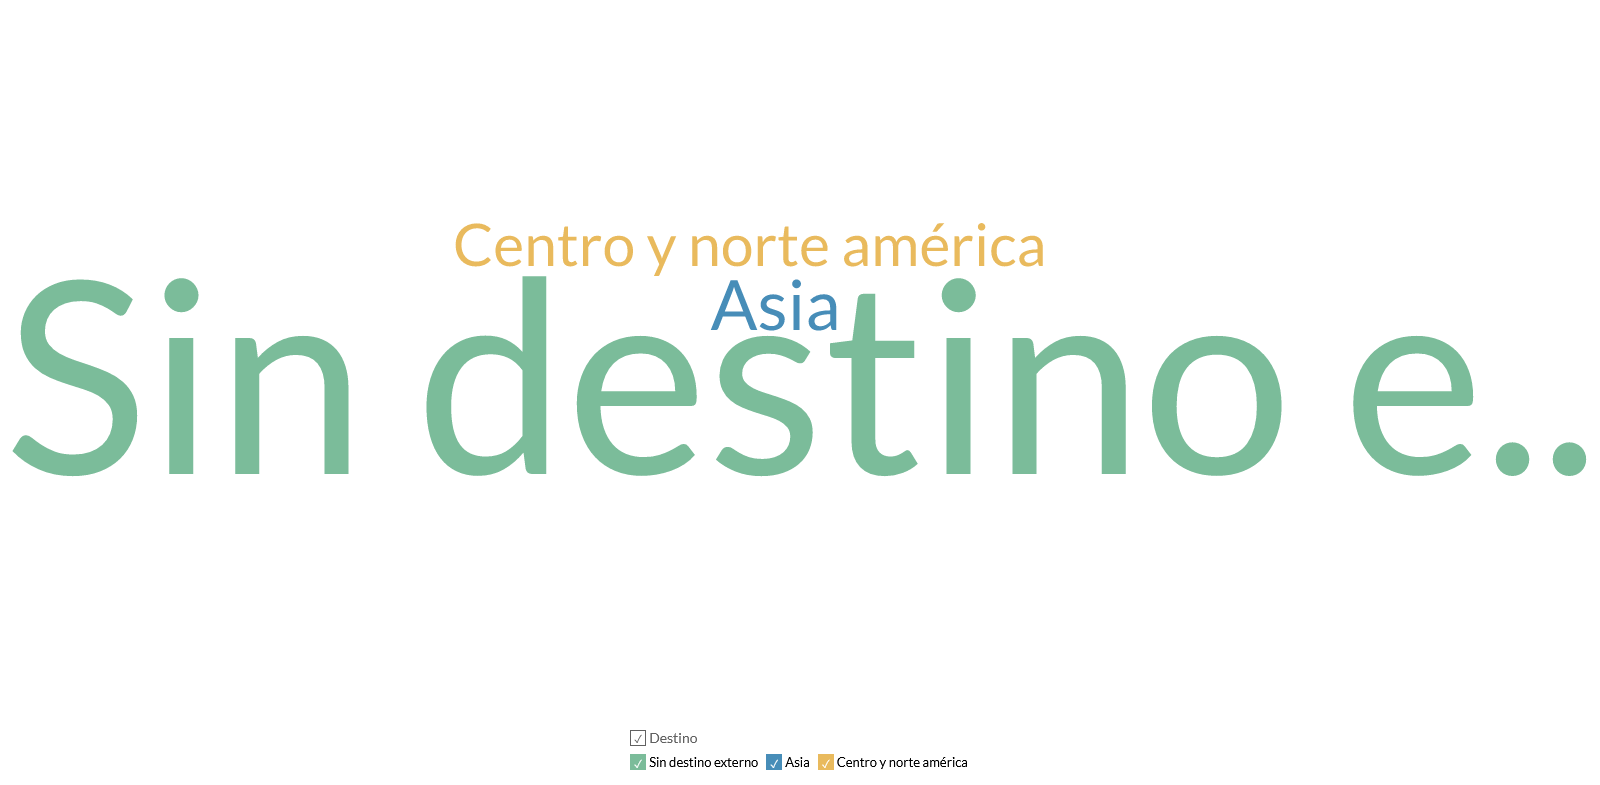 Centro y norte américa
Asia
Sin destino e..
Destino
Sin destino externo Asia Centro y norte américa